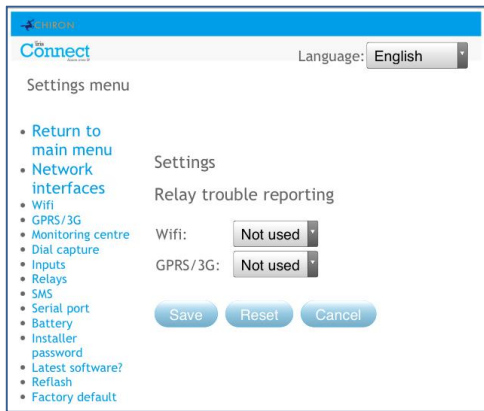 CHIRON
iris
Connect
Language: English
Settings menu
Return to
main menu
Network
interfaces
Wifi
GPRS/3G
Monitoring centre
Dial capture
Inputs
Relays
SMS
Serial port
Battery
Installer
password
Latest software?
Reflash
Factory default
Settings
Relay trouble reporting
Wifi: Not used
GPRS/3G: Not used
Save Reset Cancel